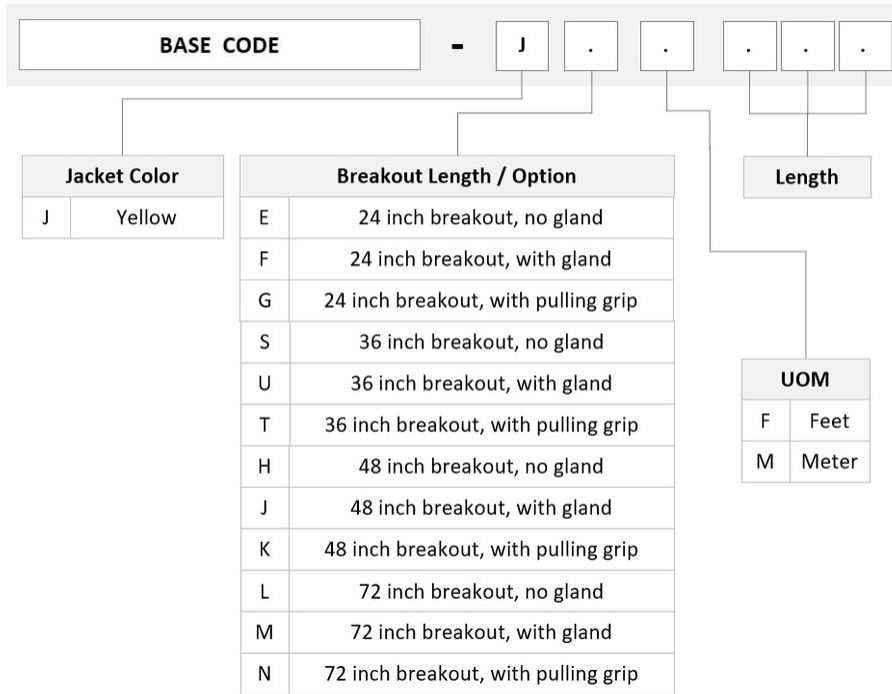 BASE CODE - J . . . . .
Jacket Color
J Yellow
Breakout Length / Option
E 24 inch breakout, no gland
F 24 inch breakout, with gland
G 24 inch breakout, with pulling grip
S 36 inch breakout, no gland
U 36 inch breakout, with gland
T 36 inch breakout, with pulling grip
H 48 inch breakout, no gland
J 48 inch breakout, with gland
K 48 inch breakout, with pulling grip
L 72 inch breakout, no gland
M 72 inch breakout, with gland
N 72 inch breakout, with pulling grip
Length
UOM
F Feet
M Meter